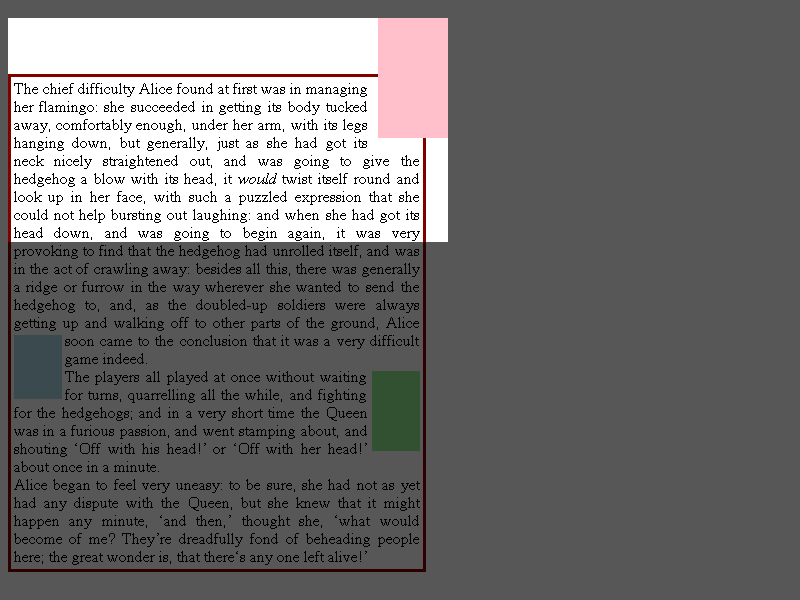 The chief difficulty Alice found at first was in managing
her flamingo: she succeeded in getting its body tucked
away, comfortably enough, under her arm, with its legs
hanging down, but generally, just as she had got its
neck nicely straightened out, and was going to give the
hedgehog a blow with its head, it would twist itself round and
look up in her face, with such a puzzled expression that she
could not help bursting out laughing: and when she had got its
head down, and was going to begin again, it was very
provoking to find that the hedgehog had unrolled itself, and was
in the act of crawling away: besides all this, there was generally
a ridge or furrow in the way wherever she wanted to send the
hedgehog to, and, as the doubled-up soldiers were always
getting up and walking off to other parts of the ground, Alice
soon came to the conclusion that it was a very difficult
game indeed.
The players all played at once without waiting
for turns, quarrelling all the while, and fighting
for the hedgehogs; and in a very short time the Queen
was in a furious passion, and went stamping about, and
shouting ‘Off with his head!’ or ‘Off with her head!’
about once in a minute.
Alice began to feel very uneasy: to be sure, she had not as yet
had any dispute with the Queen, but she knew that it might
happen any minute, ‘and then,’ thought she, ‘what would
become of me? They’re dreadfully fond of beheading people
here; the great wonder is, that there‘s any one left alive!’